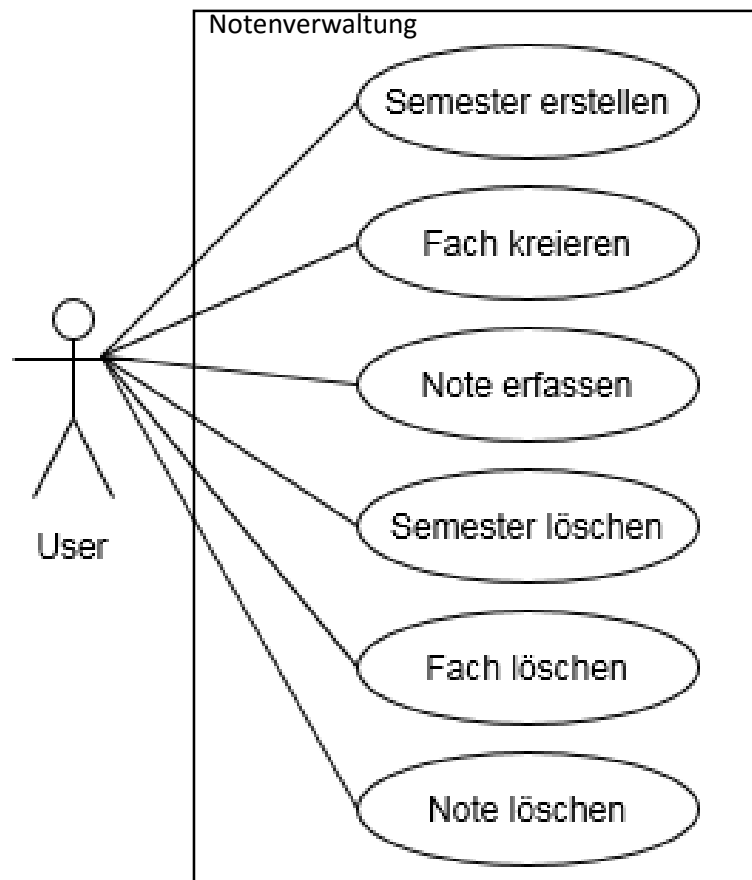 Notenverwaltung
Semester erstellen
Fach kreieren
Note erfassen
Semester löschen
User
Fach löschen
Note löschen